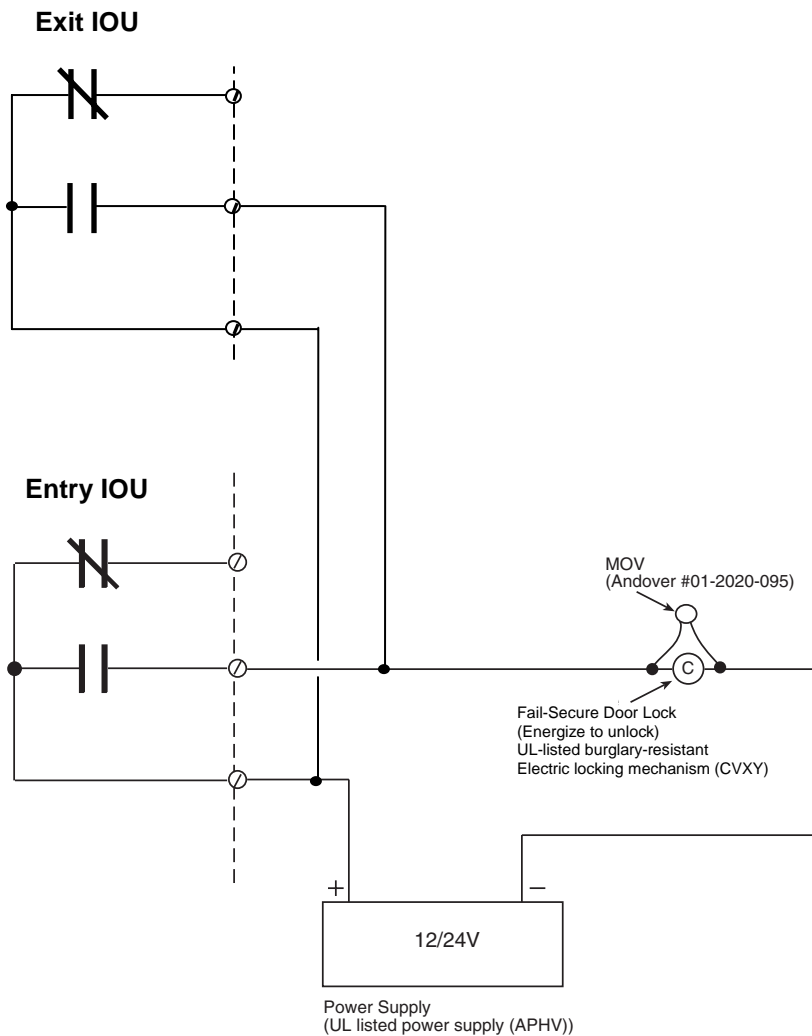 Exit IOU
Entry IOU
MOV
(Andover #01-2020-095)
C
Fail-Secure Door Lock
(Energize to unlock)
UL-listed burglary-resistant
Electric locking mechanism (CVXY)
+
−
12/24V
Power Supply
(UL listed power supply (APHV))